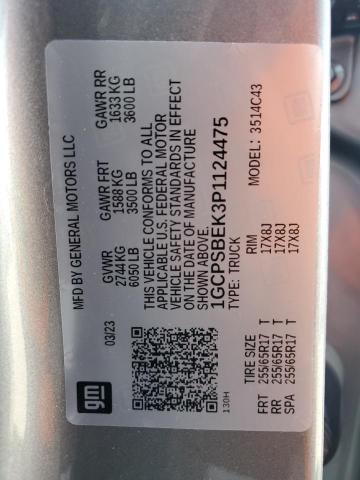 MFD BY GENERAL MOTORS LLC
03/23
GVWR
2744 KG
6050 LB
GAWR FRT
1588 KG
3500 LB
GAWR RR
1633 KG
3600 LB
THIS VEHICLE CONFORMS TO ALL
APPLICABLE U.S. FEDERAL MOTOR
VEHICLE SAFETY STANDARDS IN EFFECT
ON THE DATE OF MANUFACTURE
SHOWN ABOVE.
1GCPSBEK3P1124475
TYPE: TRUCK
MODEL: 3514C43
gm
130H
TIRE SIZE
RIM
FRT 255/65R17 T 17X8J
RR 255/65R17 T 17X8J
SPA 255/65R17 T 17X8J